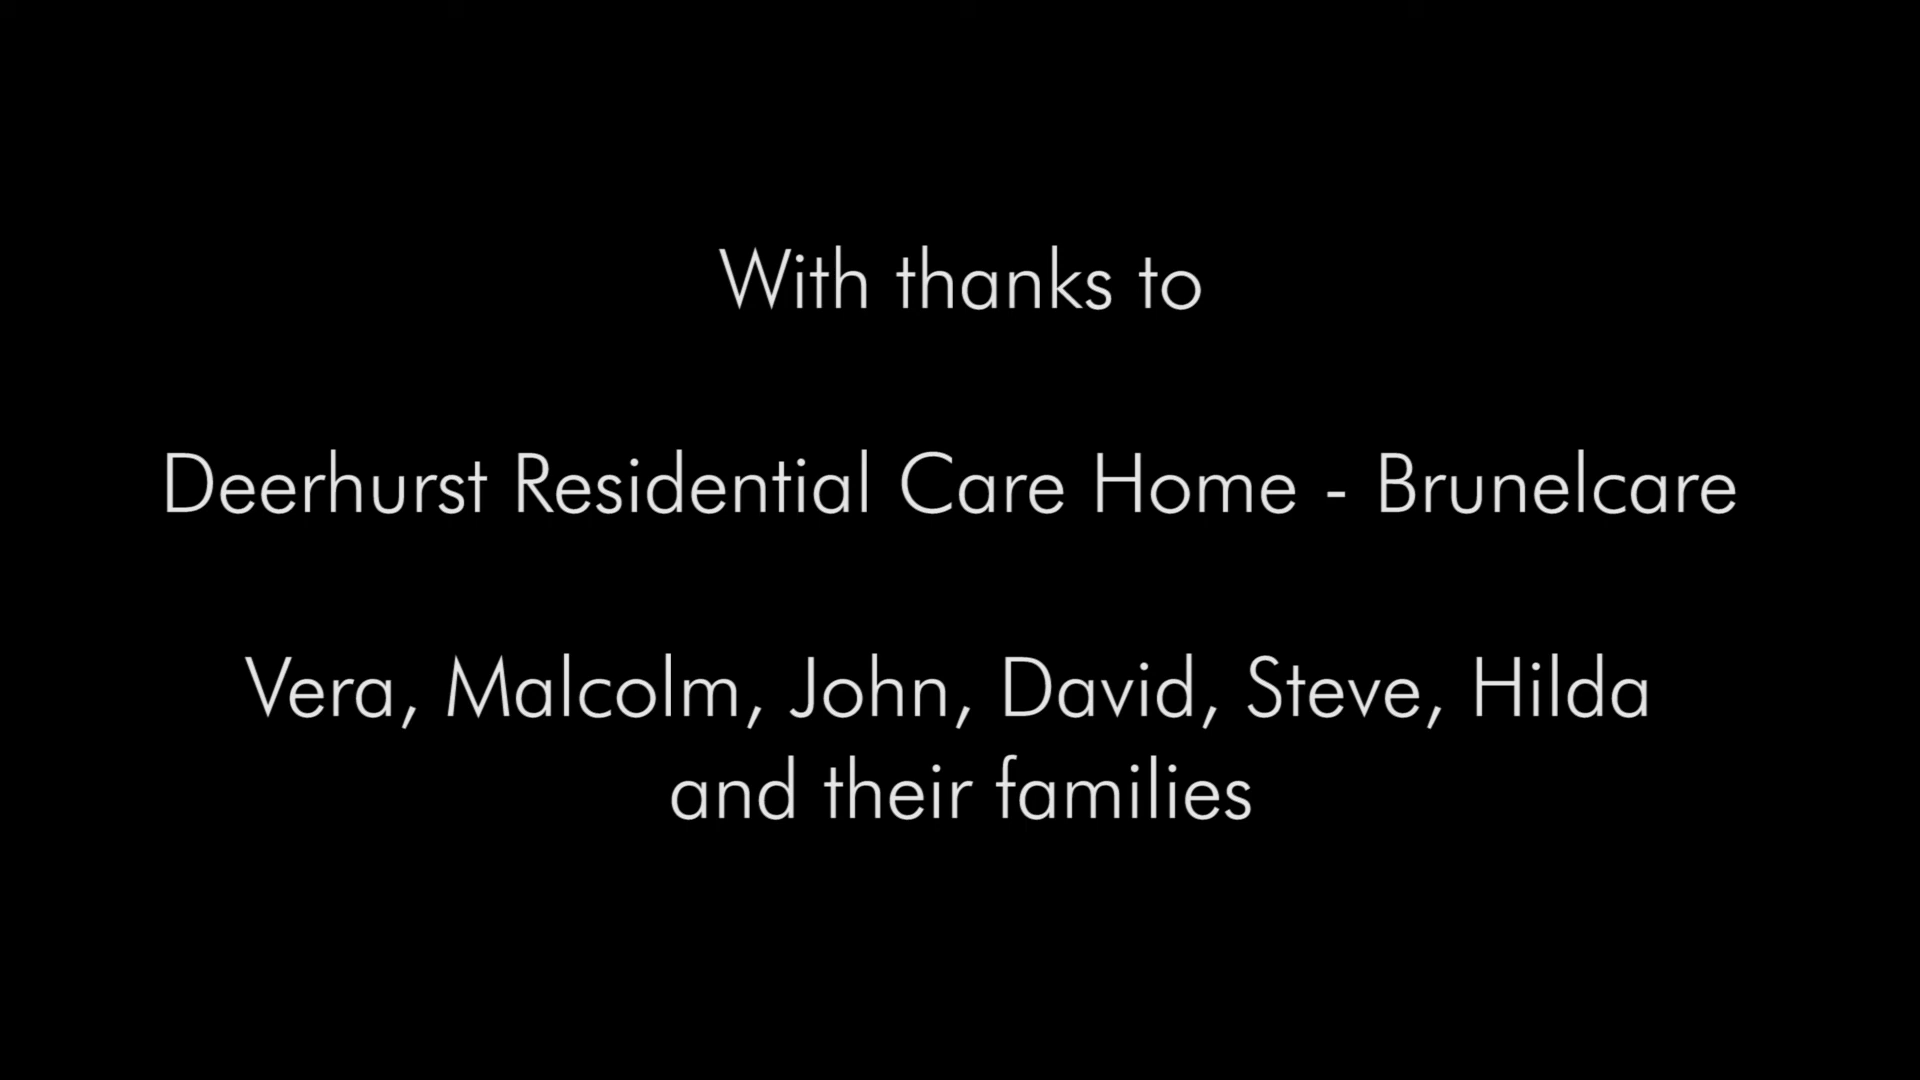 With thanks to
Deerhurst Residential Care Home - Brunelcare
Vera, Malcolm, John, David, Steve, Hilda
and their families